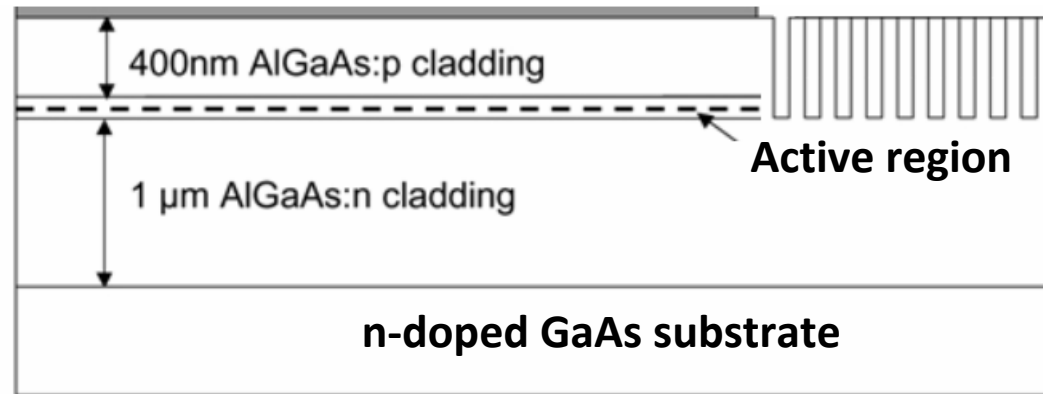 400nm AlGaAs:p cladding
Active region
1 µm AlGaAs:n cladding
n-doped GaAs substrate